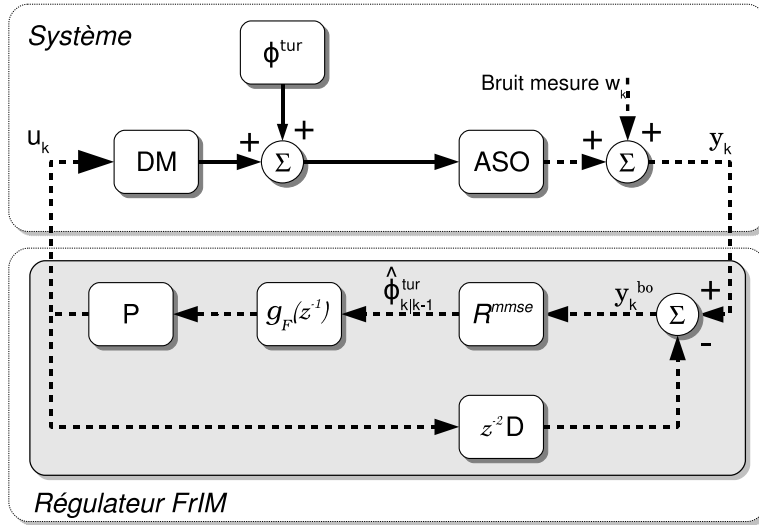 Système
ϕ^tur
Bruit mesure w_k
u_k
+
+
+
+
y_k
DM
Σ
ASO
Σ
ϕ̂^tur_k|k-1
y_k^bo
+
P
g_F(z^-1)
R^mmse
Σ
-
z^-2 D
Régulateur FrIM